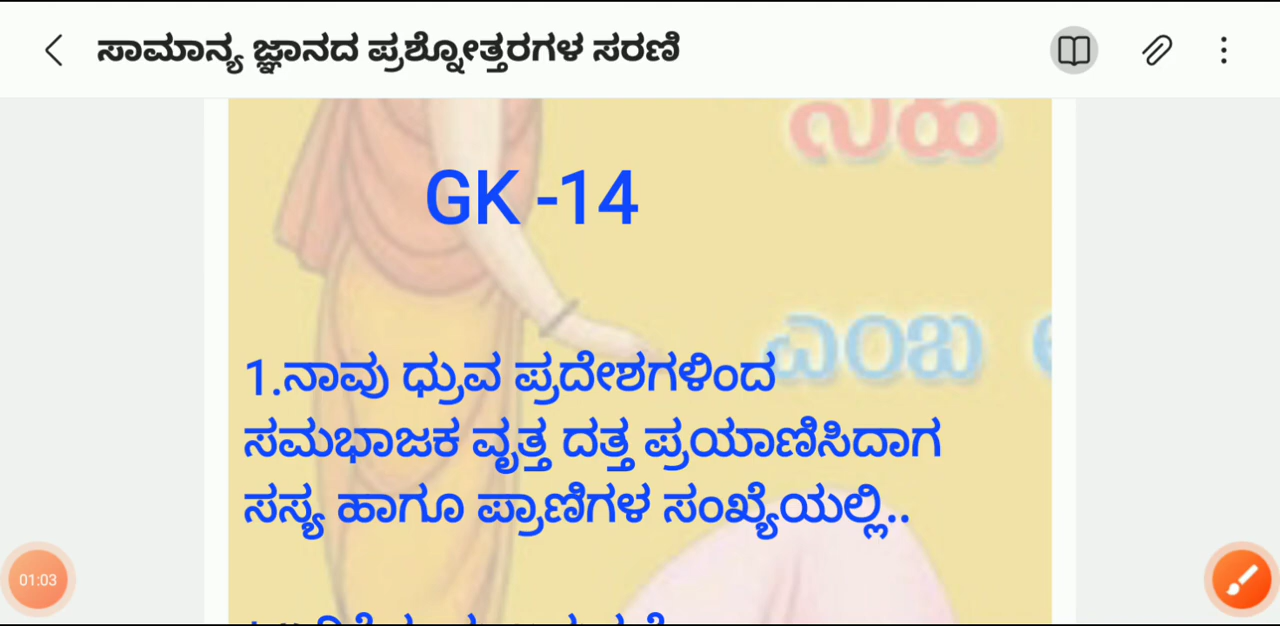 ಸಾಮಾನ್ಯ ಜ್ಞಾನದ ಪ್ರಶ್ನೋತ್ತರಗಳ ಸರಣಿ
GK -14
ಎಂಬ
1.ನಾವು ಧ್ರುವ ಪ್ರದೇಶಗಳಿಂದ
ಸಮಭಾಜಕ ವೃತ್ತ ದತ್ತ ಪ್ರಯಾಣಿಸಿದಾಗ
ಸಸ್ಯ ಹಾಗೂ ಪ್ರಾಣಿಗಳ ಸಂಖ್ಯೆಯಲ್ಲಿ..
01:03